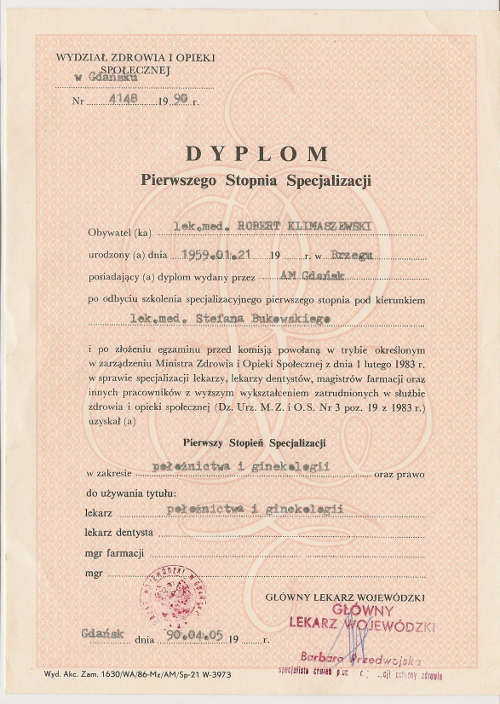 WYDZIAŁ ZDROWIA I OPIEKI
SPOŁECZNEJ
w Gdańsku
Nr 4148 1990 r.
DYPLOM
Pierwszego Stopnia Specjalizacji
Obywatel (ka) lek.med. ROBERT KLIMASZEWSKI
urodzony (a) dnia 1959.01.21 19 r. w Brzegu
posiadający (a) dyplom wydany przez AM Gdańsk
po odbyciu szkolenia specjalizacyjnego pierwszego stopnia pod kierunkiem
lek.med. Stefana Bukowskiego
i po złożeniu egzaminu przed komisją powołaną w trybie określonym
w zarządzeniu Ministra Zdrowia i Opieki Społecznej z dnia 1 lutego 1983 r.
w sprawie specjalizacji lekarzy, lekarzy dentystów, magistrów farmacji oraz
innych pracowników z wyższym wykształceniem zatrudnionych w służbie
zdrowia i opieki społecznej (Dz. Urz. M. Z. i O. S. Nr 3 poz. 19 z 1983 r.)
uzyskał (a)
Pierwszy Stopień Specjalizacji
w zakresie położnictwa i ginekologii oraz prawo
do używania tytułu:
lekarz położnictwa i ginekologii
lekarz dentysta
mgr farmacji
mgr
GŁÓWNY LEKARZ WOJEWÓDZKI
GŁÓWNY
LEKARZ WOJEWÓDZKI
Gdańsk dnia 90.04.05 19 r.
Barbara Przedwojska
specjalista ochrony zdrowia
Wyd. Akc. Zam. 1630/WA/86-Mz/AM/Sp-21 W-3973